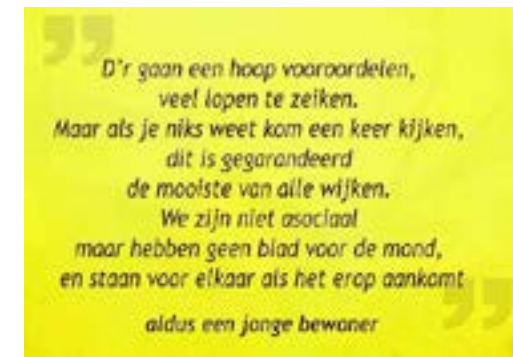 D'r gaan een hoop vooroordelen,
veel lopen te zeiken.
Maar als je niks weet kom een keer kijken,
dit is gegarandeerd
de mooiste van alle wijken.
We zijn niet asociaal
maar hebben geen blad voor de mond,
en staan voor elkaar als het erop aankomt
aldus een jonge bewoner